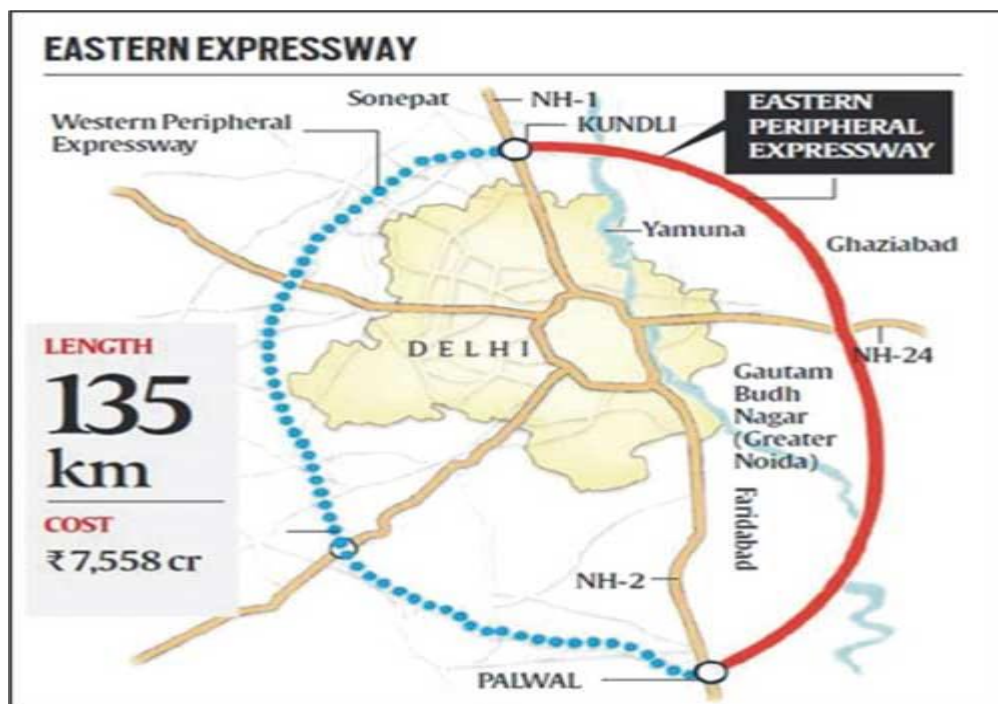 EASTERN EXPRESSWAY
Sonepat
NH-1
KUNDLI
Western Peripheral
Expressway
EASTERN
PERIPHERAL
EXPRESSWAY
Yamuna
Ghaziabad
LENGTH
135
km
COST
₹ 7,558 cr
DELHI
NH-24
Gautam
Budh
Nagar
(Greater
Noida)
Faridabad
NH-2
PALWAL